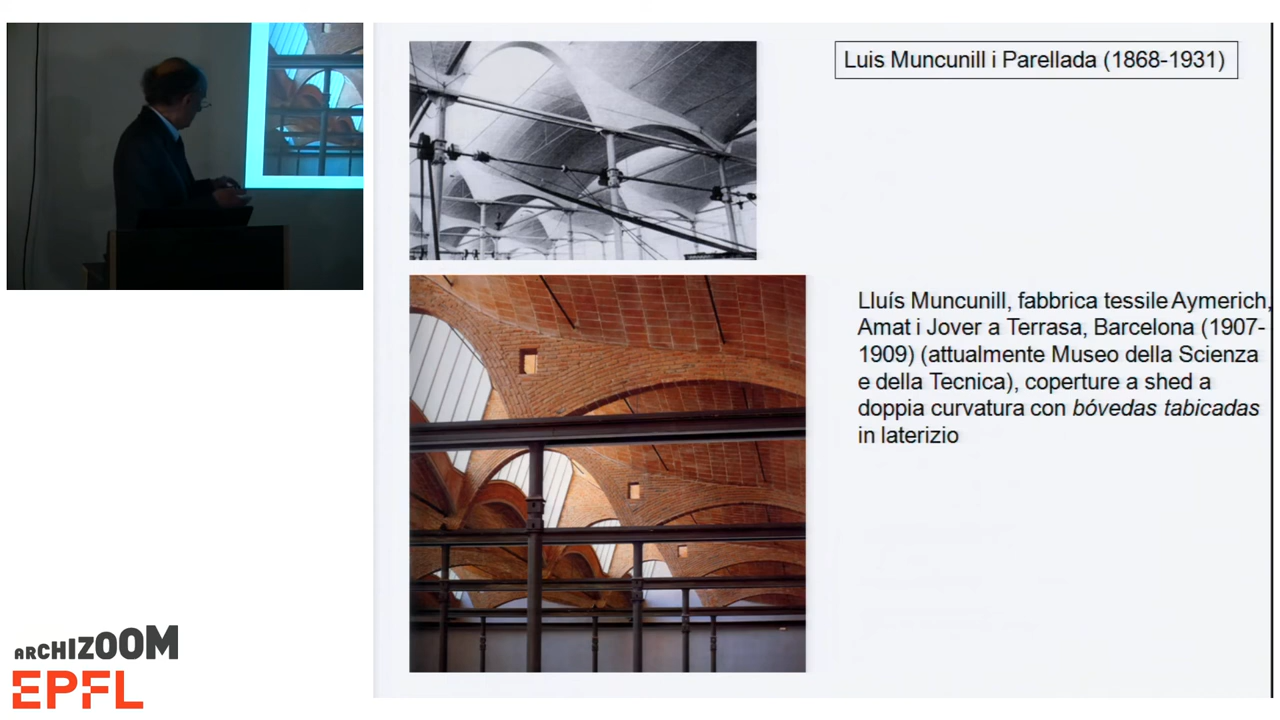 Luis Muncunill i Parellada (1868-1931)
Lluís Muncunill, fabbrica tessile Aymerich,
Amat i Jover a Terrasa, Barcelona (1907-
1909) (attualmente Museo della Scienza
e della Tecnica), coperture a shed a
doppia curvatura con bóvedas tabicadas
in laterizio
ARCHIZOOM
EPFL